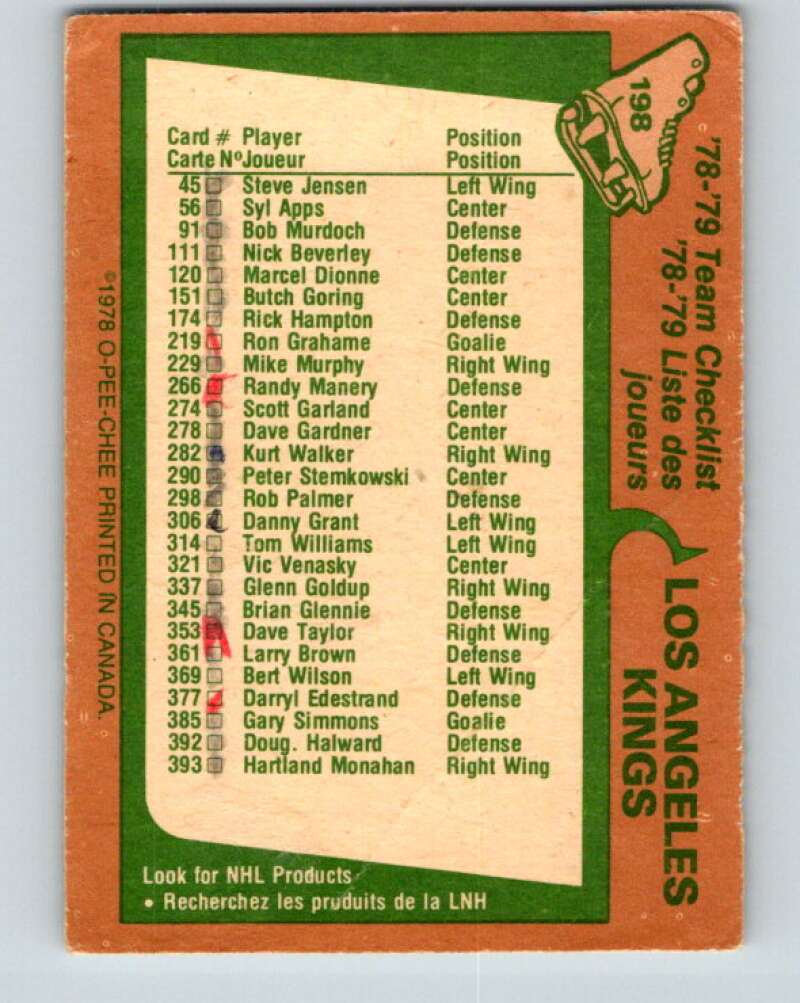 198
'78-'79 Team Checklist
'78-'79 Liste des
joueurs
LOS ANGELES
KINGS
Card # Player Position
Carte Nº Joueur Position
45 Steve Jensen Left Wing
56 Syl Apps Center
91 Bob Murdoch Defense
111 Nick Beverley Defense
120 Marcel Dionne Center
151 Butch Goring Center
174 Rick Hampton Defense
219 Ron Grahame Goalie
229 Mike Murphy Right Wing
266 Randy Manery Defense
274 Scott Garland Center
278 Dave Gardner Center
282 Kurt Walker Right Wing
290 Peter Stemkowski Center
298 Rob Palmer Defense
306 Danny Grant Left Wing
314 Tom Williams Left Wing
321 Vic Venasky Center
337 Glenn Goldup Right Wing
345 Brian Glennie Defense
353 Dave Taylor Right Wing
361 Larry Brown Defense
369 Bert Wilson Left Wing
377 Darryl Edestrand Defense
385 Gary Simmons Goalie
392 Doug. Halward Defense
393 Hartland Monahan Right Wing
Look for NHL Products
• Recherchez les produits de la LNH
©1978 O-PEE-CHEE PRINTED IN CANADA.